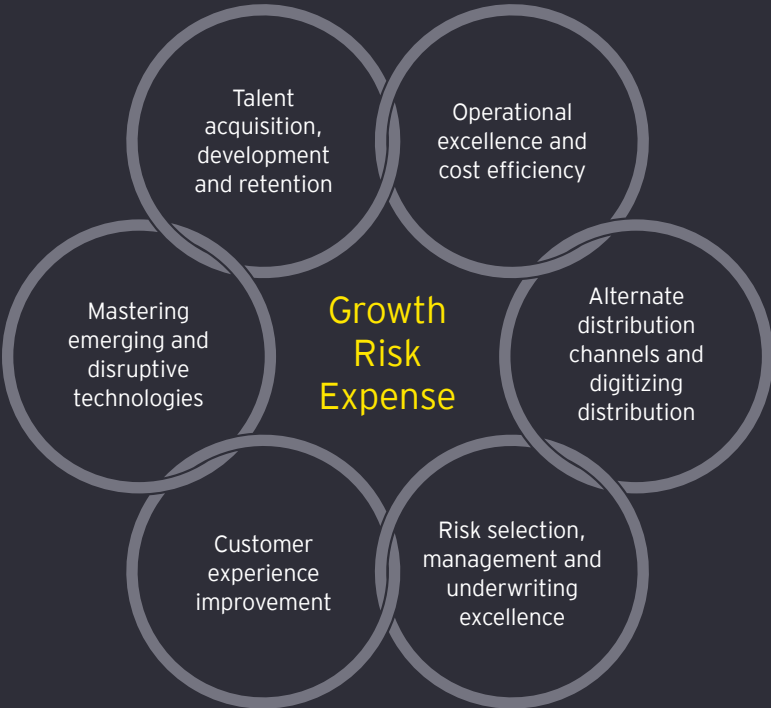 Talent
acquisition,
development
and retention
Operational
excellence and
cost efficiency
Mastering
emerging and
disruptive
technologies
Growth
Risk
Expense
Alternate
distribution
channels and
digitizing
distribution
Customer
experience
improvement
Risk selection,
management and
underwriting
excellence